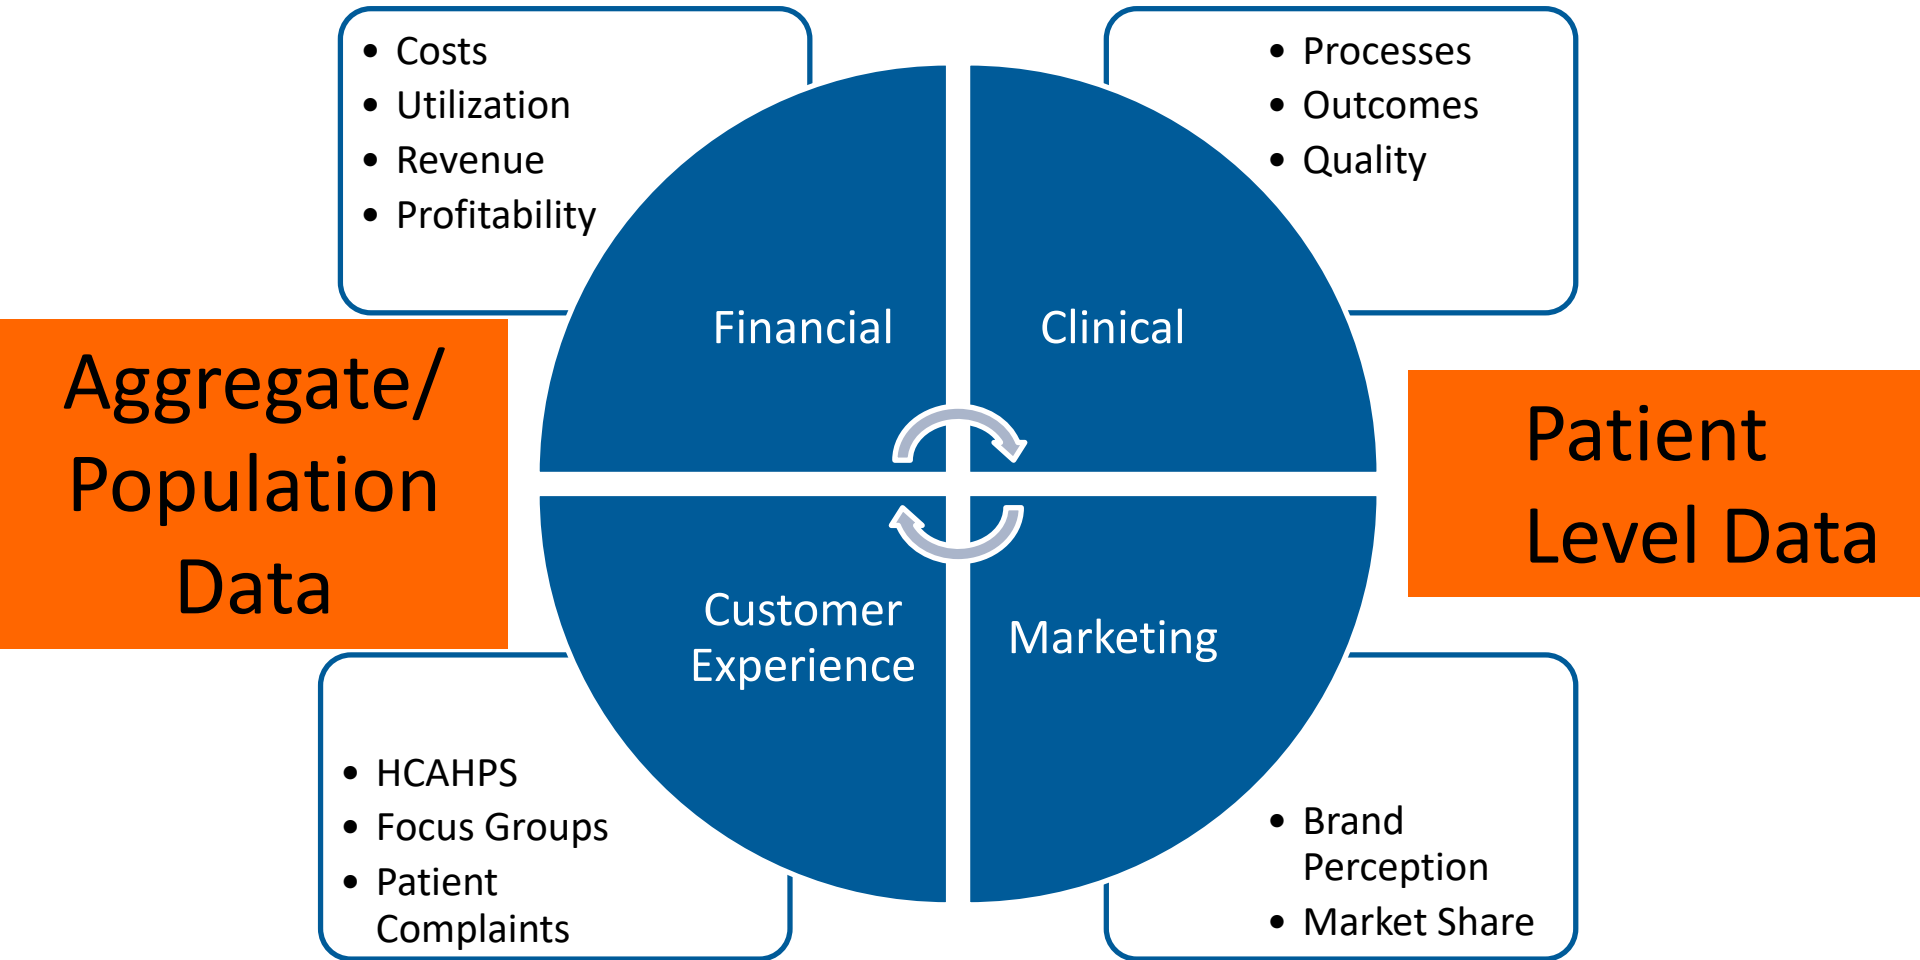 • Costs
• Utilization
• Revenue
• Profitability
• Processes
• Outcomes
• Quality
Financial
Clinical
Aggregate/
Population
Data
Patient
Level Data
Customer
Experience
Marketing
• HCAHPS
• Focus Groups
• Patient
Complaints
• Brand
Perception
• Market Share